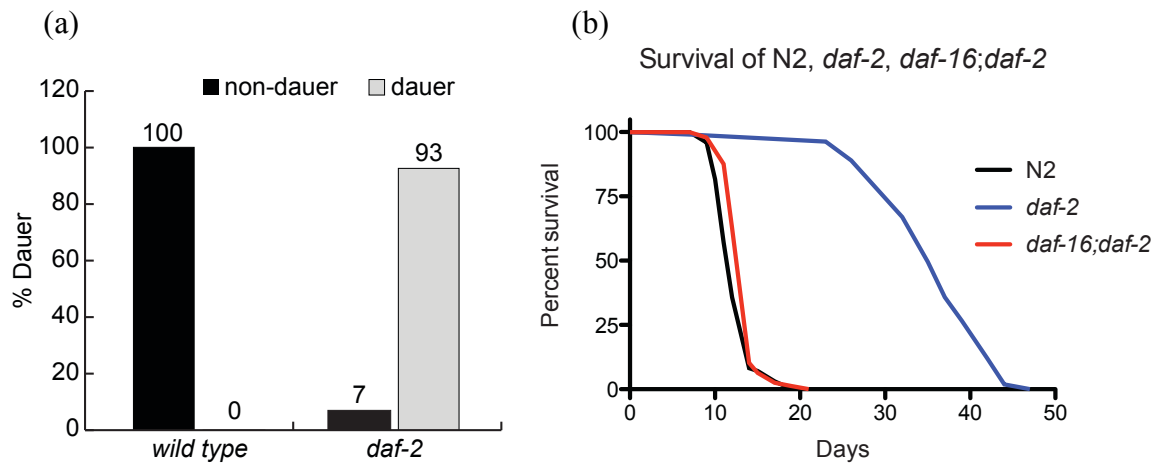 (a)
% Dauer
120
100
80
60
40
20
0
non-dauer
dauer
100
0
7
93
wild type
daf-2
(b)
Survival of N2, daf-2, daf-16;daf-2
Percent survival
100
75
50
25
0
0 10 20 30 40 50
Days
N2
daf-2
daf-16;daf-2